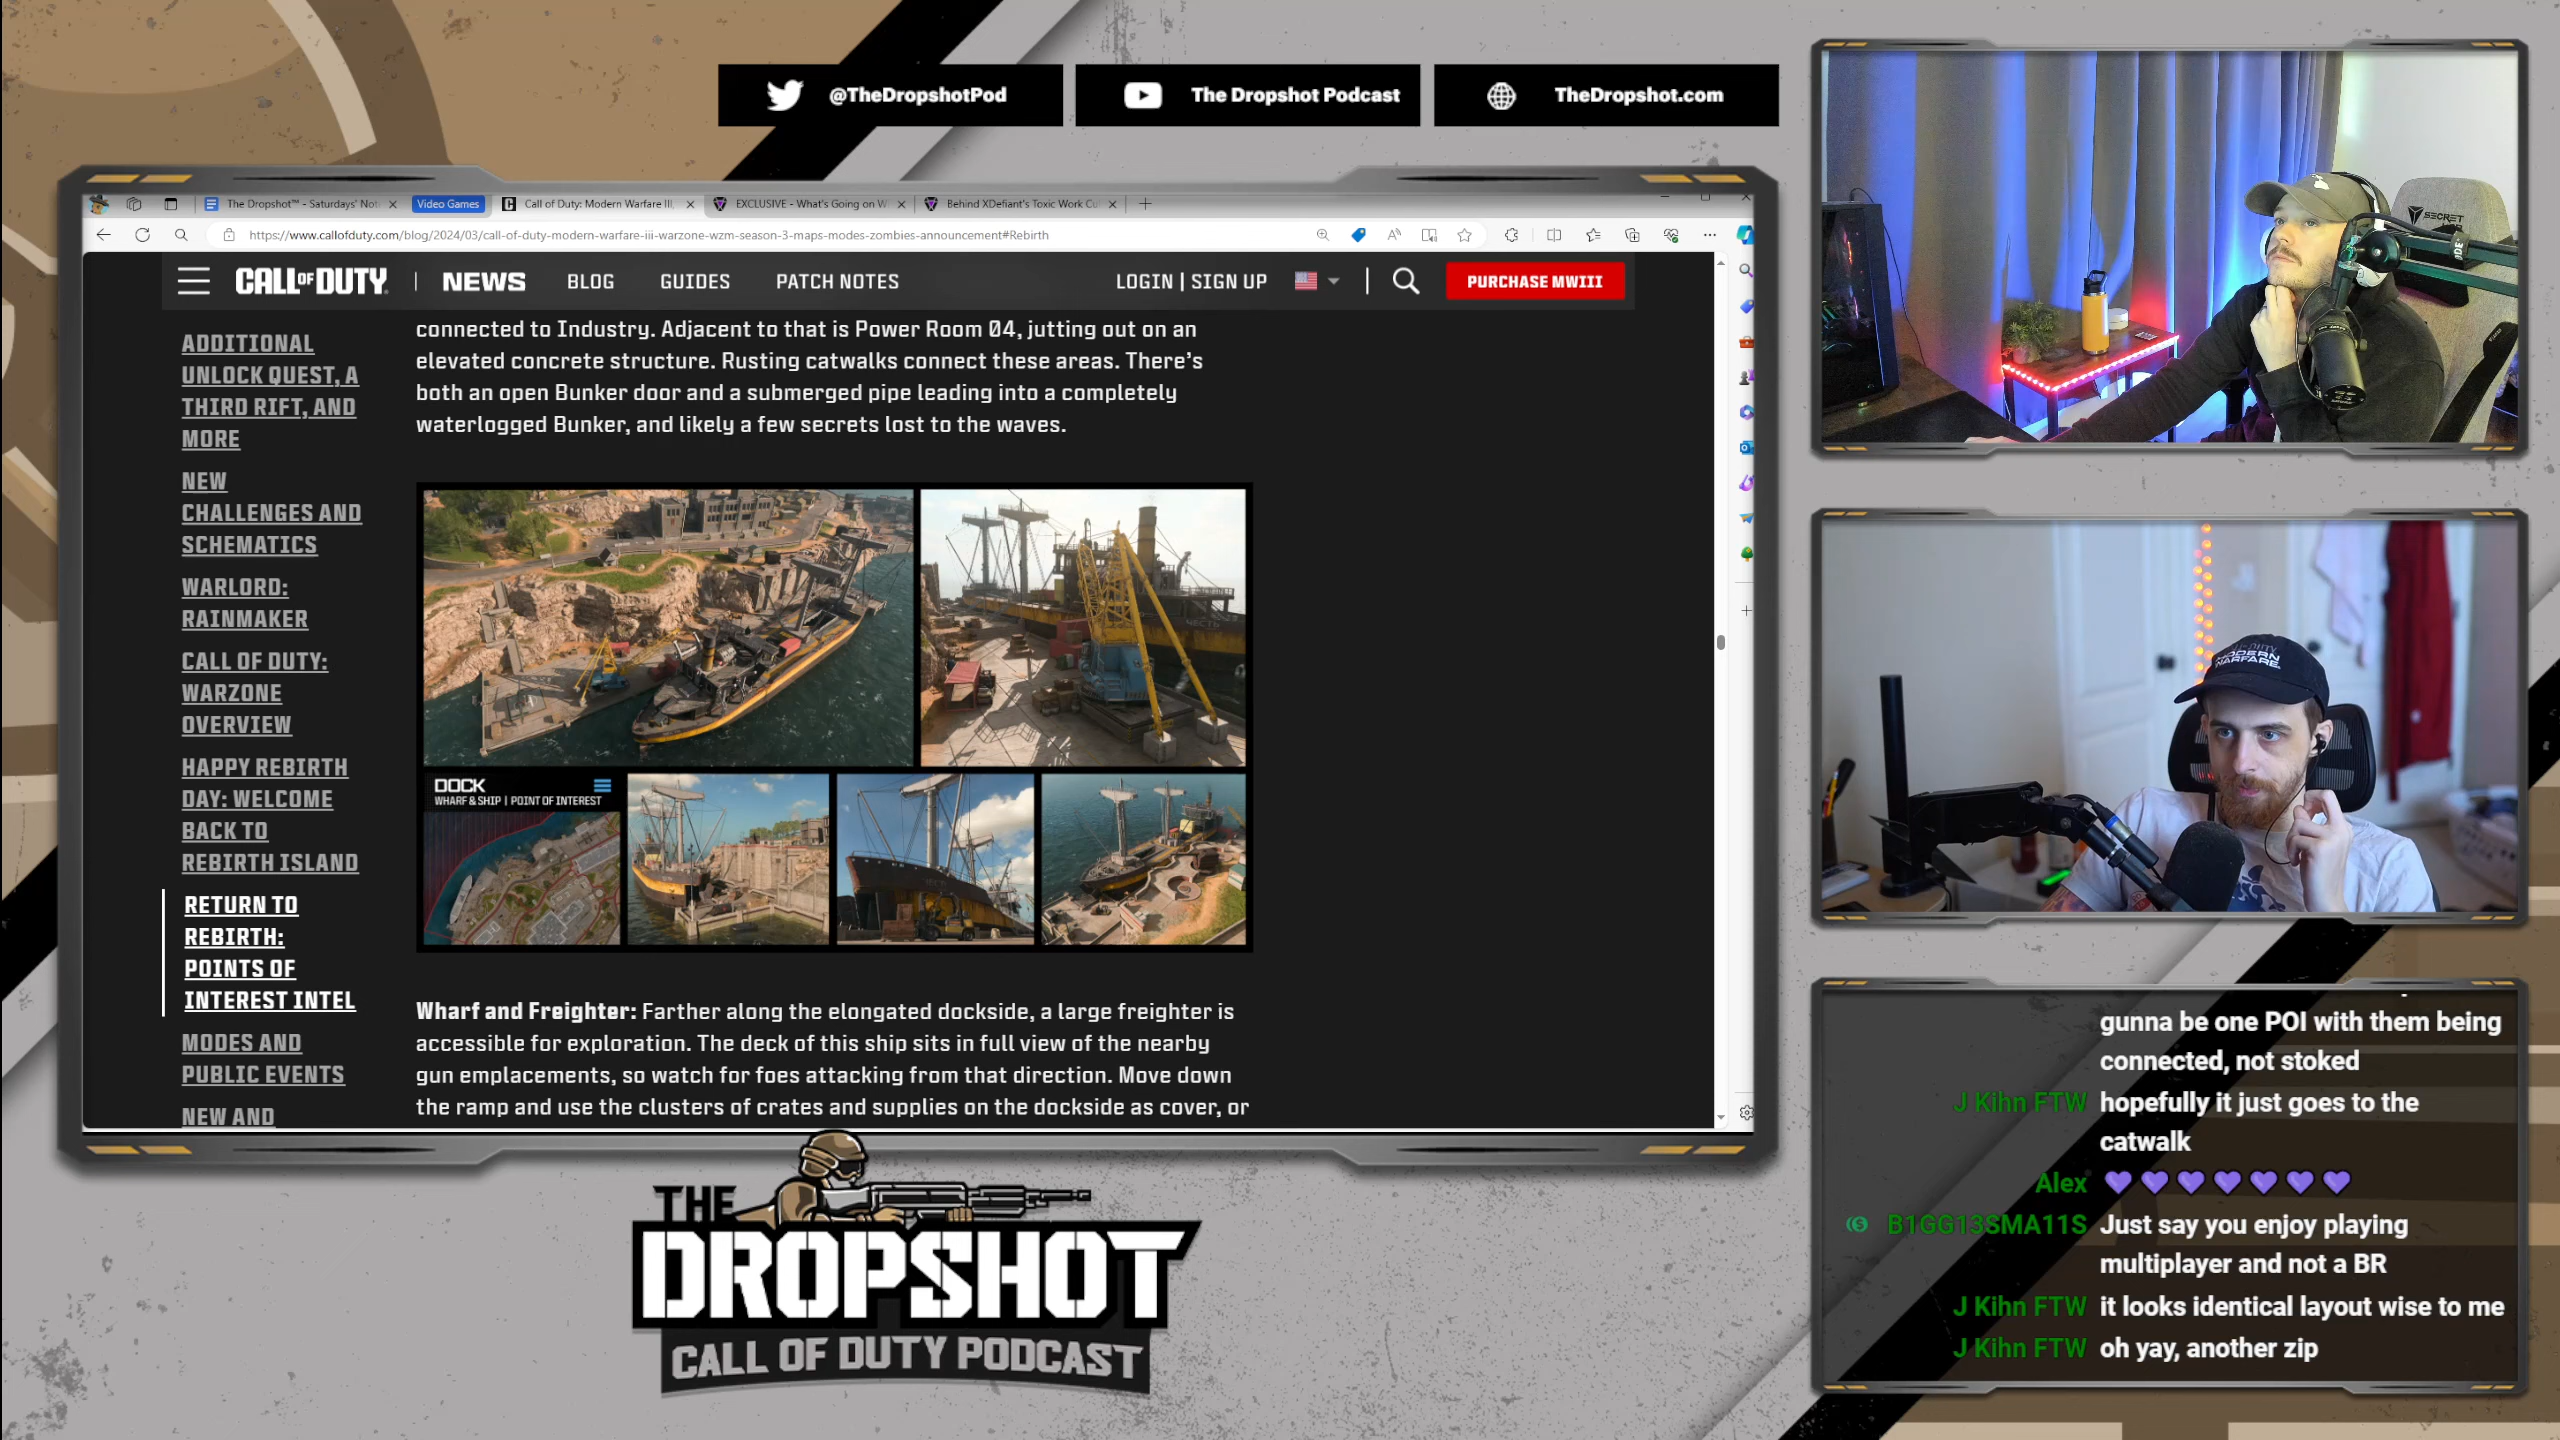 @TheDropshotPod
The Dropshot Podcast
TheDropshot.com
The Dropshot™ - Saturdays' Not
Video Games
Call of Duty: Modern Warfare III,
EXCLUSIVE - What's Going on W
Behind XDefiant's Toxic Work Cu
https://www.callofduty.com/blog/2024/03/call-of-duty-modern-warfare-iii-warzone-wzm-season-3-maps-modes-zombies-announcement#Rebirth
CALL OF DUTY
NEWS
BLOG
GUIDES
PATCH NOTES
LOGIN | SIGN UP
PURCHASE MWIII
ADDITIONAL
UNLOCK QUEST, A
THIRD RIFT, AND
MORE
NEW
CHALLENGES AND
SCHEMATICS
WARLORD:
RAINMAKER
CALL OF DUTY:
WARZONE
OVERVIEW
HAPPY REBIRTH
DAY: WELCOME
BACK TO
REBIRTH ISLAND
RETURN TO
REBIRTH:
POINTS OF
INTEREST INTEL
MODES AND
PUBLIC EVENTS
NEW AND
connected to Industry. Adjacent to that is Power Room 04, jutting out on an
elevated concrete structure. Rusting catwalks connect these areas. There's
both an open Bunker door and a submerged pipe leading into a completely
waterlogged Bunker, and likely a few secrets lost to the waves.
DOCK
WHARF & SHIP | POINT OF INTEREST
Wharf and Freighter: Farther along the elongated dockside, a large freighter is
accessible for exploration. The deck of this ship sits in full view of the nearby
gun emplacements, so watch for foes attacking from that direction. Move down
the ramp and use the clusters of crates and supplies on the dockside as cover, or
SECRET
MODERN
WARFARE
gunna be one POI with them being
connected, not stoked
J Kihn FTW hopefully it just goes to the
catwalk
Alex 💜💜💜💜💜💜💜
B1GG13SMA11S Just say you enjoy playing
multiplayer and not a BR
J Kihn FTW it looks identical layout wise to me
J Kihn FTW oh yay, another zip
THE
DROPSHOT
CALL OF DUTY PODCAST